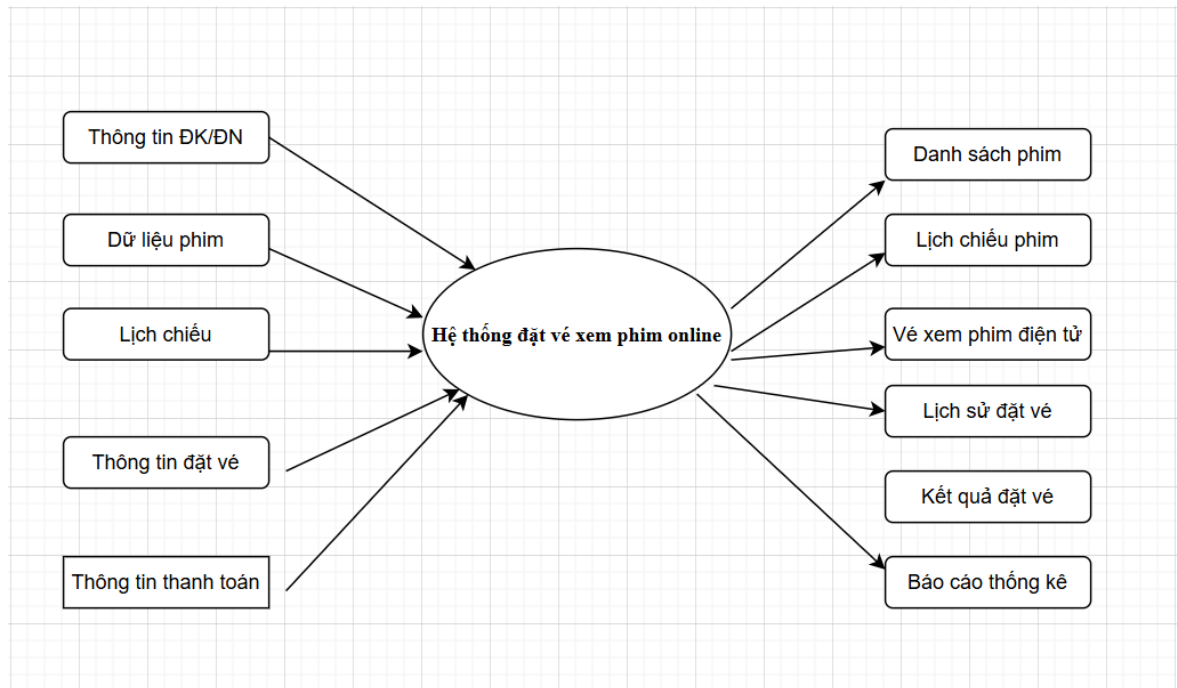 Thông tin ĐK/ĐN
Dữ liệu phim
Lịch chiếu
Thông tin đặt vé
Thông tin thanh toán
Hệ thống đặt vé xem phim online
Danh sách phim
Lịch chiếu phim
Vé xem phim điện tử
Lịch sử đặt vé
Kết quả đặt vé
Báo cáo thống kê